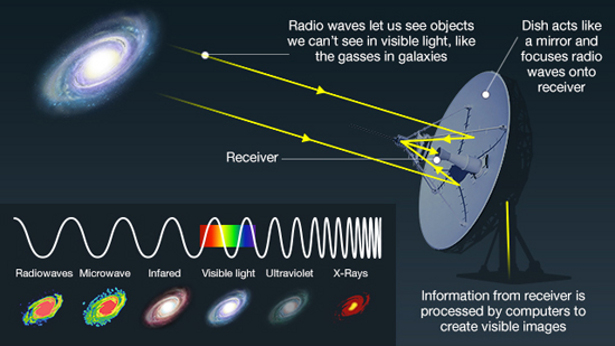 Radio waves let us see objects
we can't see in visible light, like
the gasses in galaxies
Dish acts like
a mirror and
focuses radio
waves onto
receiver
Receiver
Radiowaves Microwave Infared Visible light Ultraviolet X-Rays
Information from receiver is
processed by computers to
create visible images